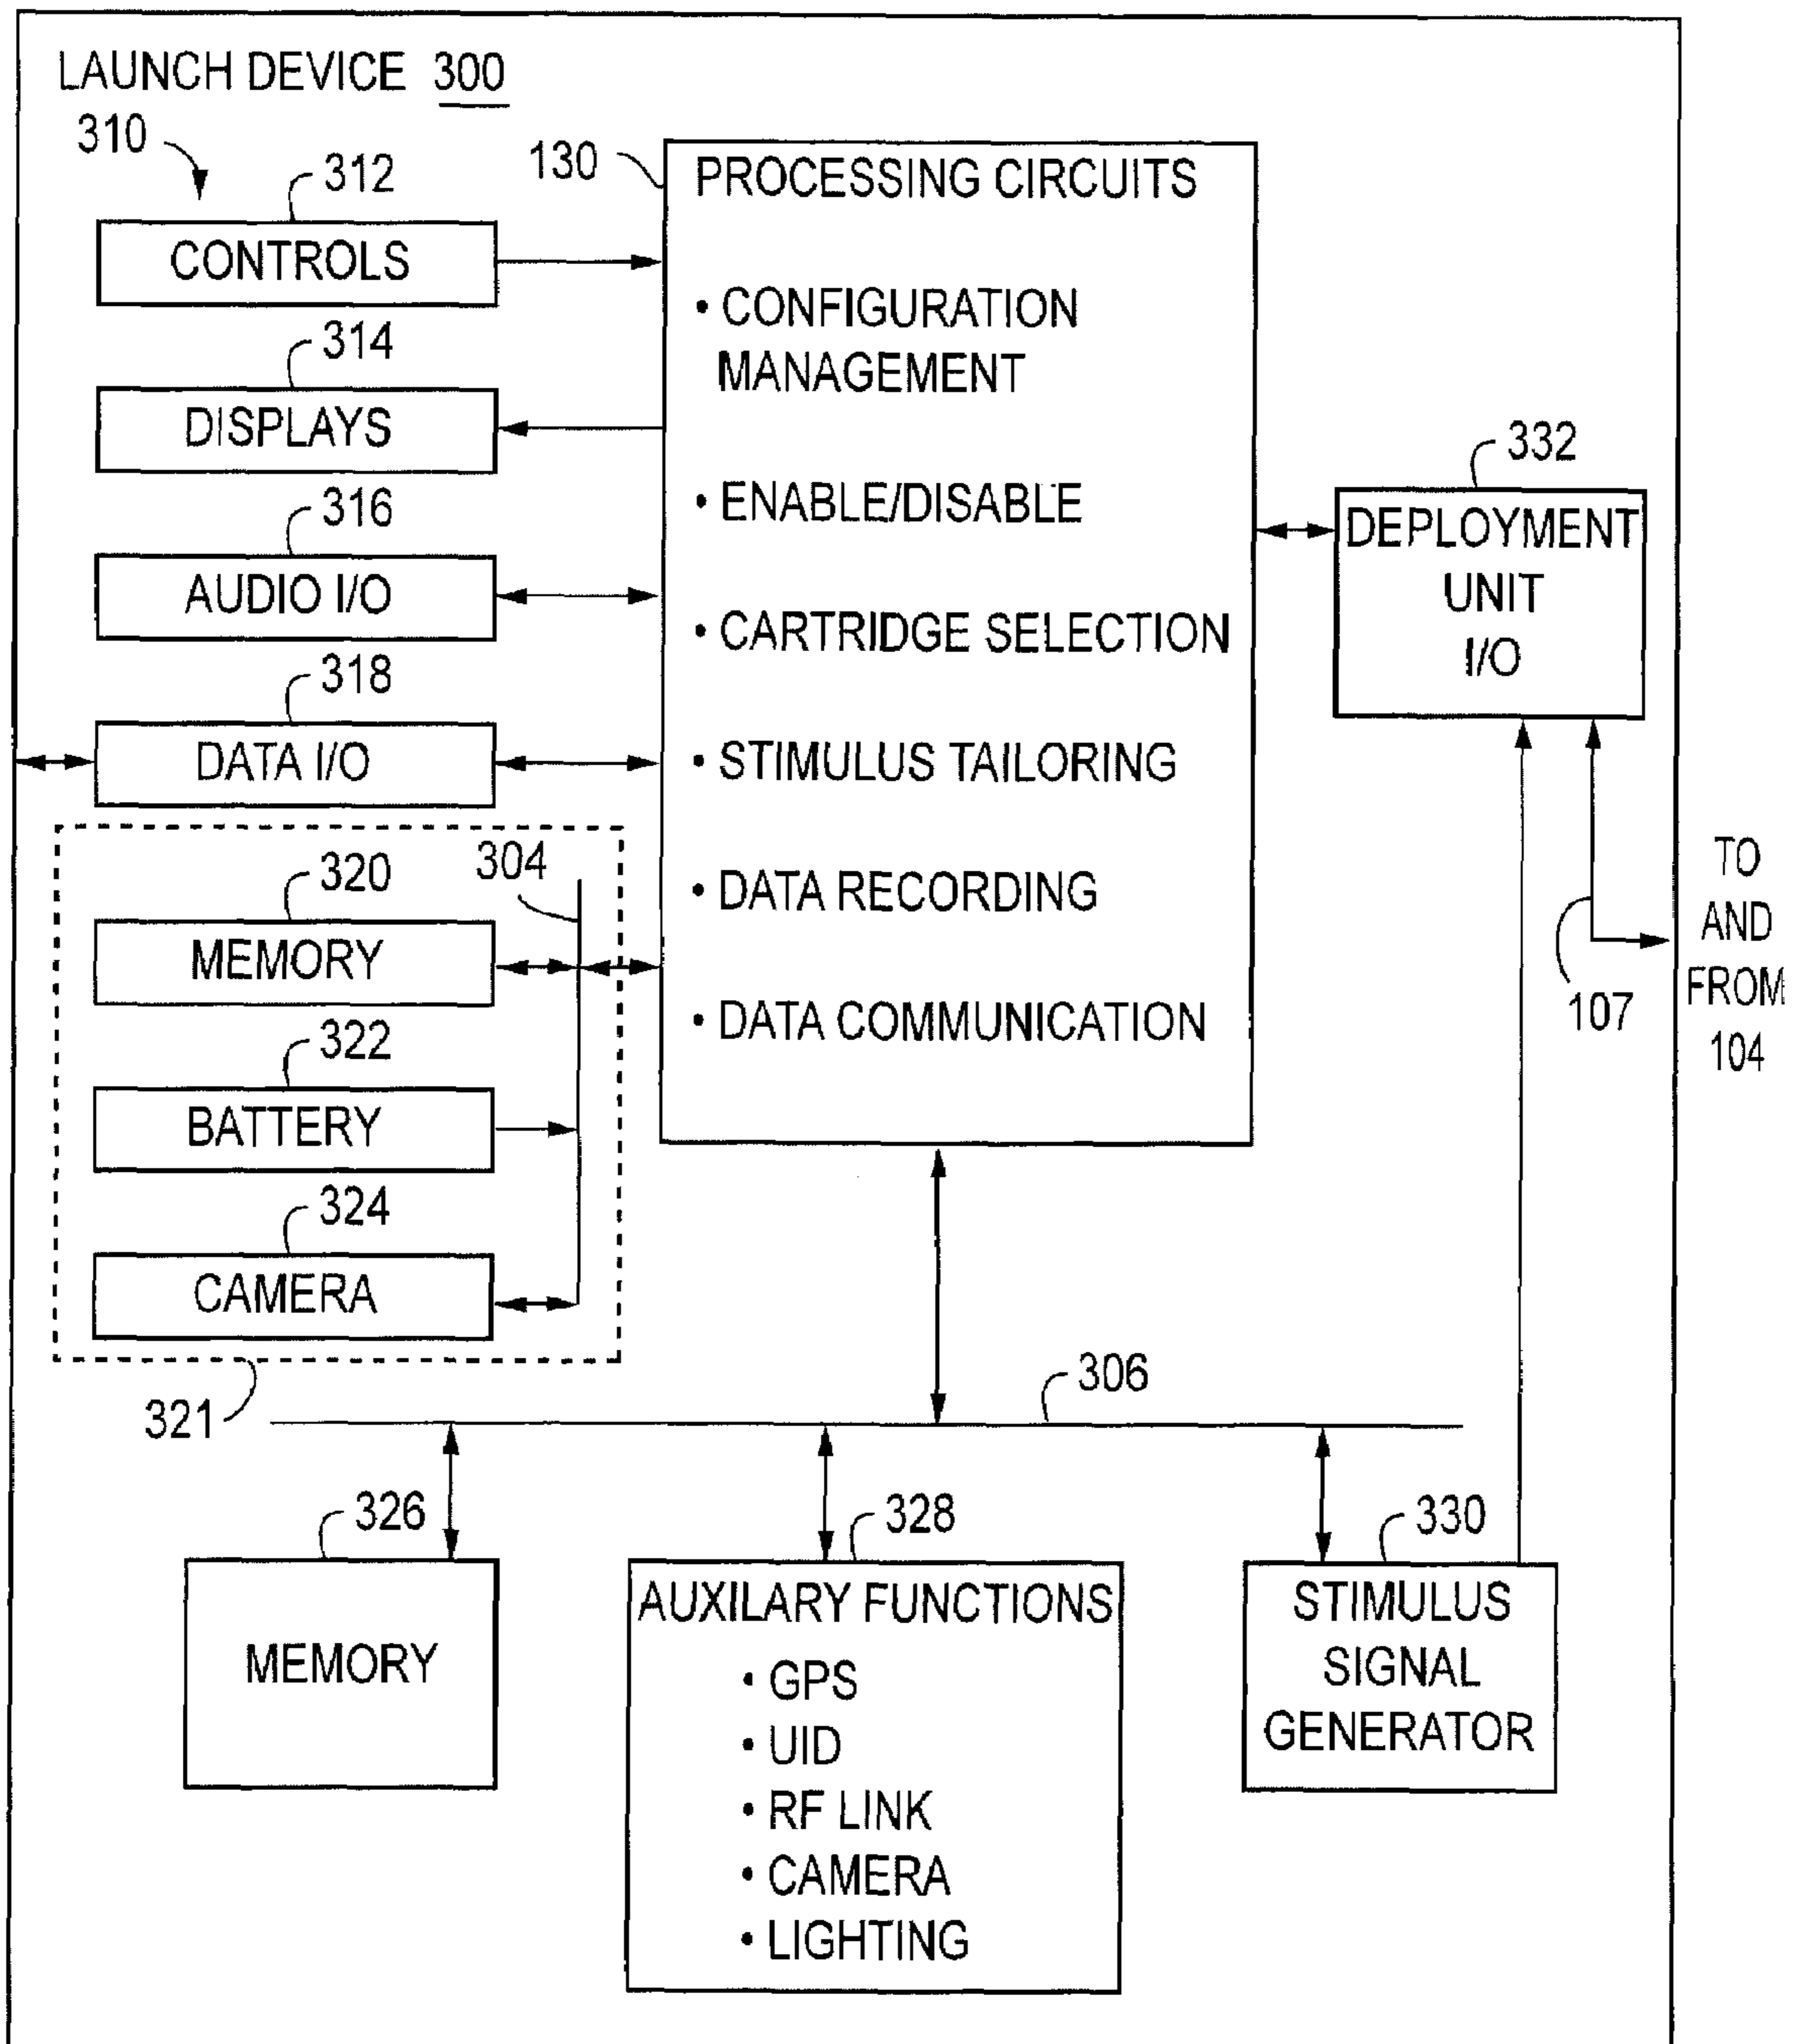 LAUNCH DEVICE 300
310
312
CONTROLS
314
DISPLAYS
316
AUDIO I/O
318
DATA I/O
320
304
MEMORY
322
BATTERY
324
CAMERA
321
130
PROCESSING CIRCUITS
• CONFIGURATION
MANAGEMENT
• ENABLE/DISABLE
• CARTRIDGE SELECTION
• STIMULUS TAILORING
• DATA RECORDING
• DATA COMMUNICATION
332
DEPLOYMENT
UNIT
I/O
107
TO
AND
FROM
104
306
326
MEMORY
328
AUXILARY FUNCTIONS
• GPS
• UID
• RF LINK
• CAMERA
• LIGHTING
330
STIMULUS
SIGNAL
GENERATOR